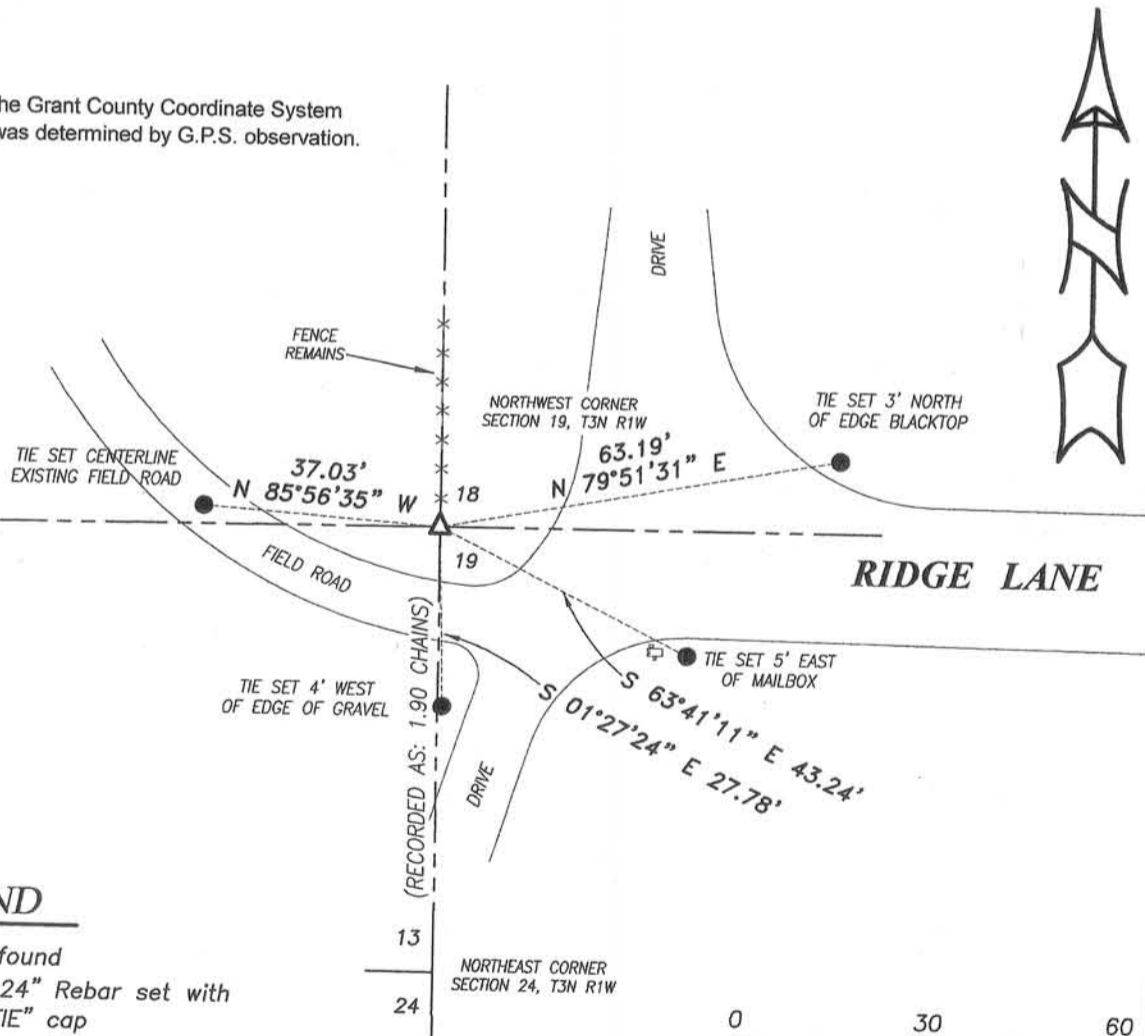 he Grant County Coordinate System
was determined by G.P.S. observation.
N
DRIVE
FENCE
REMAINS
NORTHWEST CORNER
SECTION 19, T3N R1W
TIE SET 3' NORTH
OF EDGE BLACKTOP
TIE SET CENTERLINE
EXISTING FIELD ROAD
37.03'
N 85°56'35" W
63.19'
N 79°51'31" E
18
19
FIELD ROAD
RIDGE LANE
TIE SET 4' WEST
OF EDGE OF GRAVEL
(RECORDED AS: 1.90 CHAINS)
TIE SET 5' EAST
OF MAILBOX
S 63°41'11" E 43.24'
S 01°27'24" E 27.78'
DRIVE
ND
found
24" Rebar set with
TIE" cap
13
24
NORTHEAST CORNER
SECTION 24, T3N R1W
0 30 60